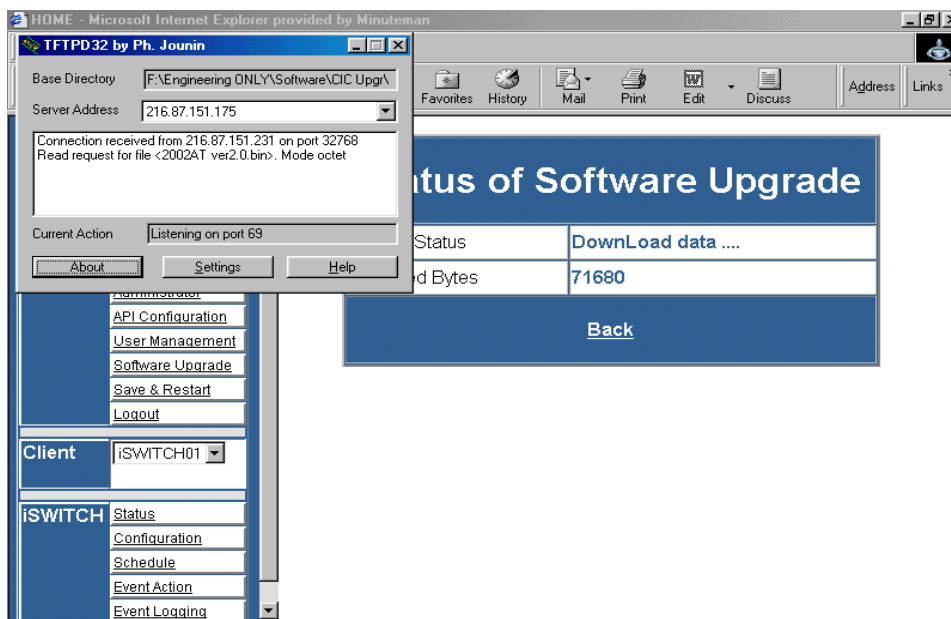 HOME - Microsoft Internet Explorer provided by Minuteman
TFTPD32 by Ph. Jounin
Base Directory
F:\Engineering ONLY\Software\CIC Upgr\
Server Address
216.87.151.175
Connection received from 216.87.151.231 on port 32768
Read request for file <2002AT ver2.0.bin>. Mode octet
Current Action
Listening on port 69
About
Settings
Help
Favorites
History
Mail
Print
Edit
Discuss
Address
Links
tus of Software Upgrade
Status
DownLoad data ....
d Bytes
71680
Back
Administrator
API Configuration
User Management
Software Upgrade
Save & Restart
Logout
Client
iSWITCH01
iSWITCH
Status
Configuration
Schedule
Event Action
Event Logging